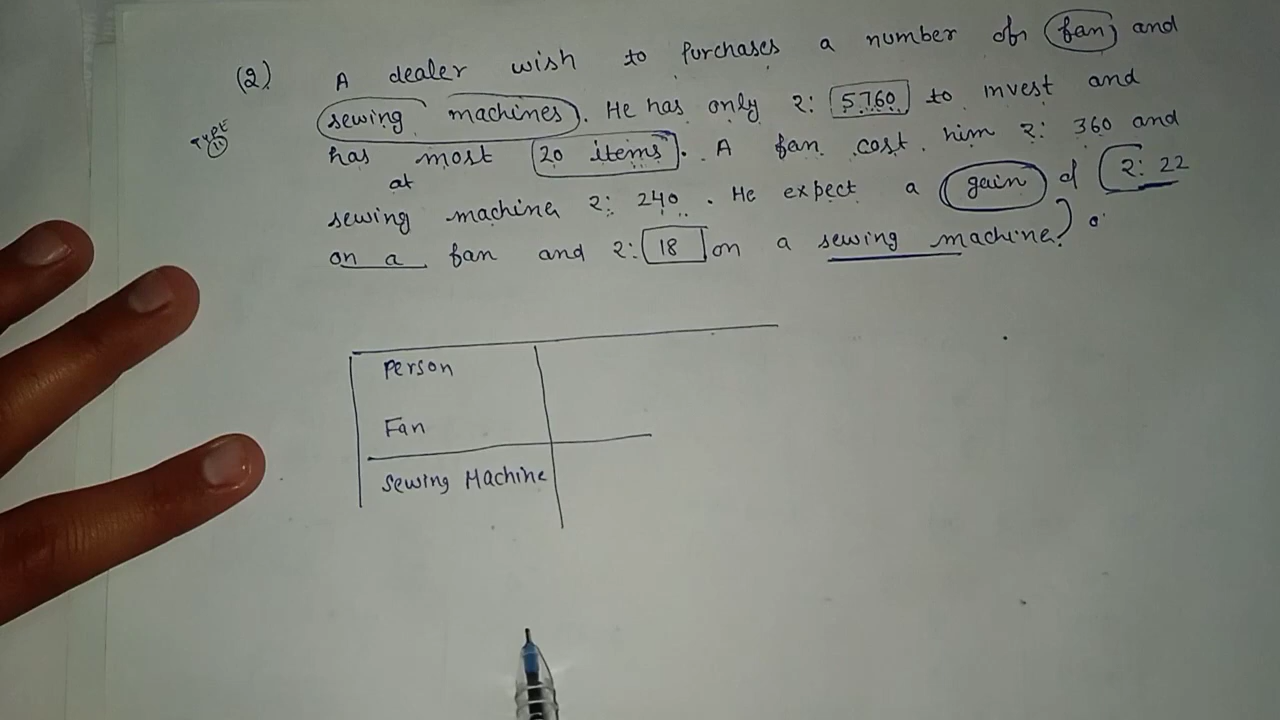 (2) A dealer wish to Purchases a number of fan and
Type (11) sewing machines. He has only ₹: 5760 to invest and
has most 20 items. A fan cost him ₹: 360 and
at
sewing machine ₹: 240. He expect a gain of ₹: 22
on a fan and ₹: 18 on a sewing machine?
Person
Fan
Sewing Machine